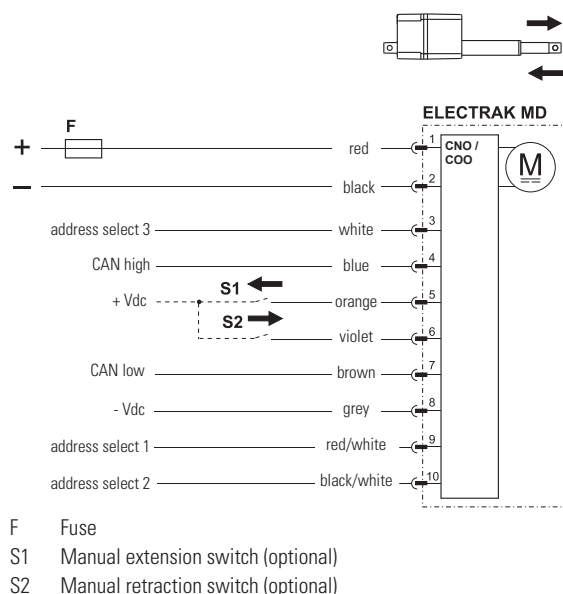 ELECTRAK MD
F
+ red 1 CNO /
COO
M
− black 2
address select 3 white 3
CAN high blue 4
S1
+ Vdc orange 5
S2
violet 6
CAN low brown 7
- Vdc grey 8
address select 1 red/white 9
address select 2 black/white 10
F Fuse
S1 Manual extension switch (optional)
S2 Manual retraction switch (optional)